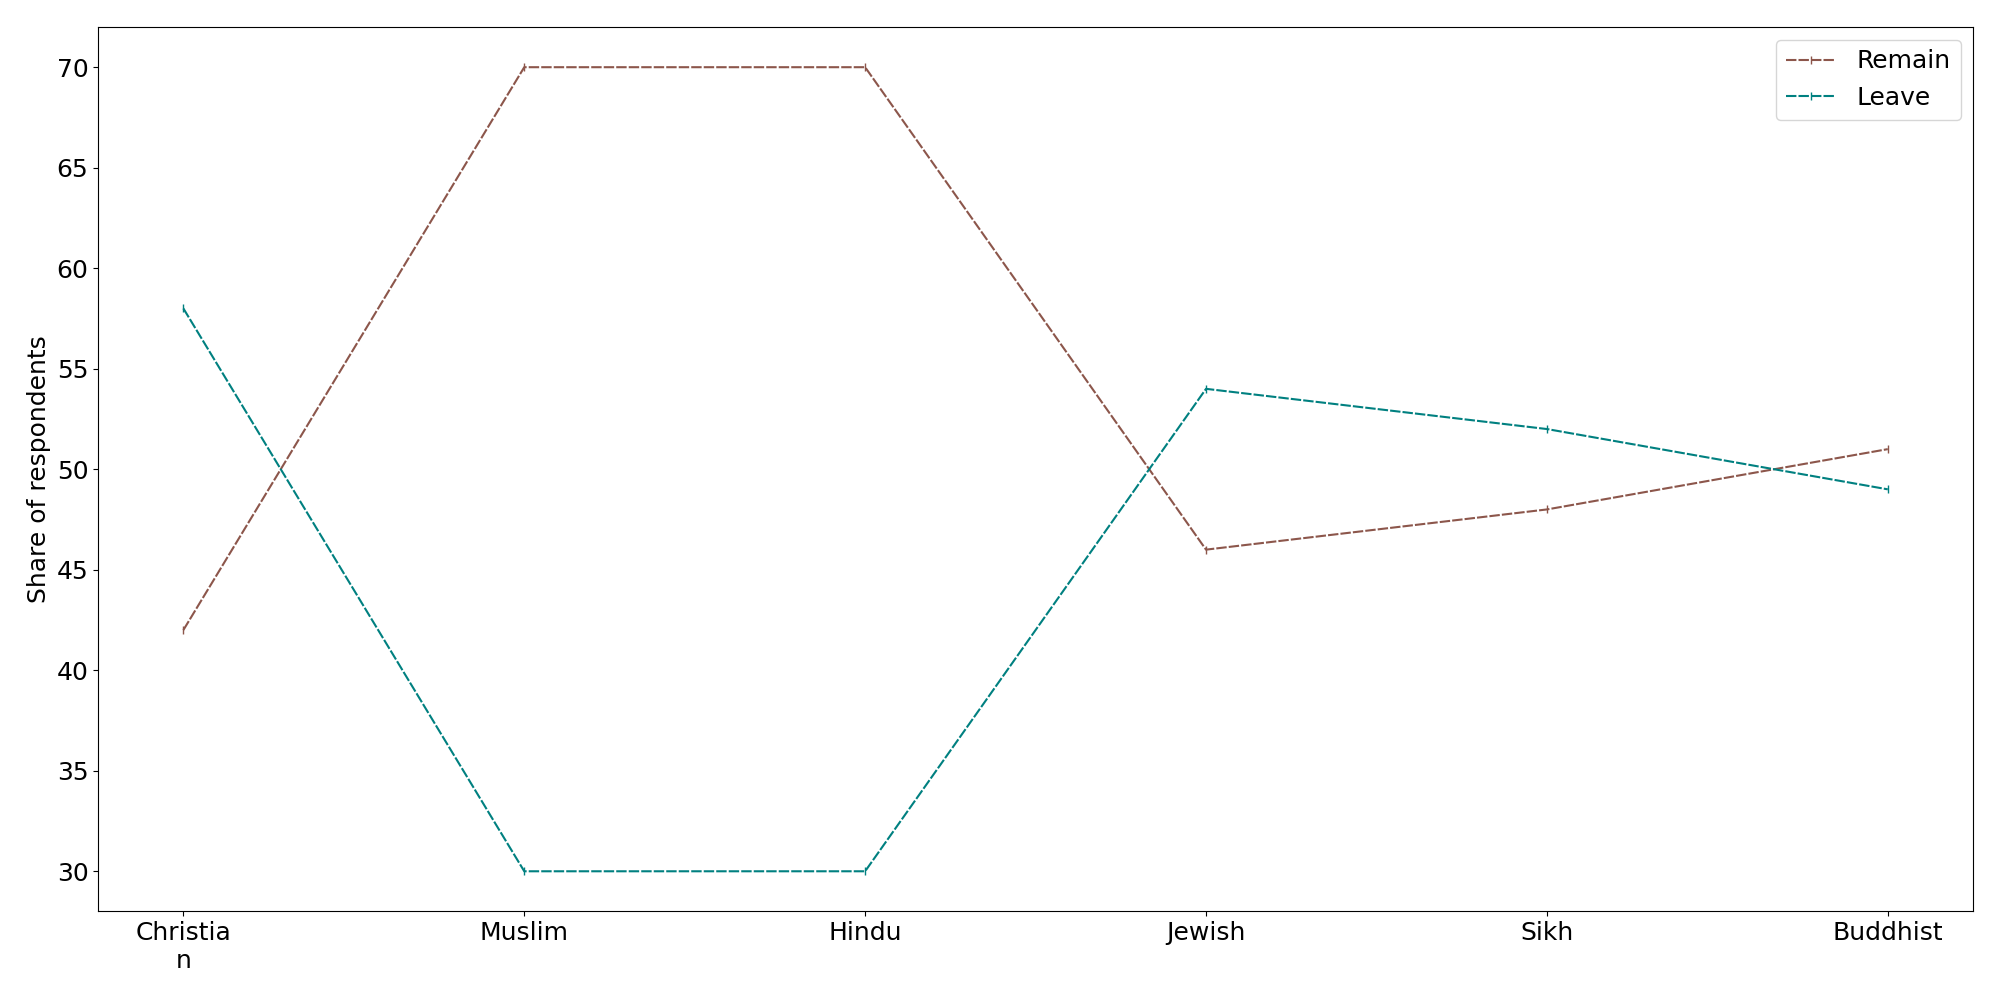 Remain
Leave
70
65
60
55
50
45
40
35
30
Share of respondents
Christia
n
Muslim
Hindu
Jewish
Sikh
Buddhist